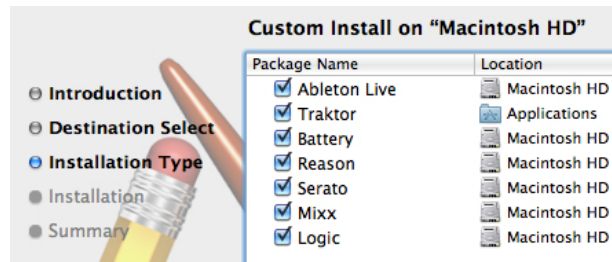 Custom Install on “Macintosh HD”
Introduction
Destination Select
Installation Type
Installation
Summary
Package Name Location
Ableton Live Macintosh HD
Traktor Applications
Battery Macintosh HD
Reason Macintosh HD
Serato Macintosh HD
Mixx Macintosh HD
Logic Macintosh HD